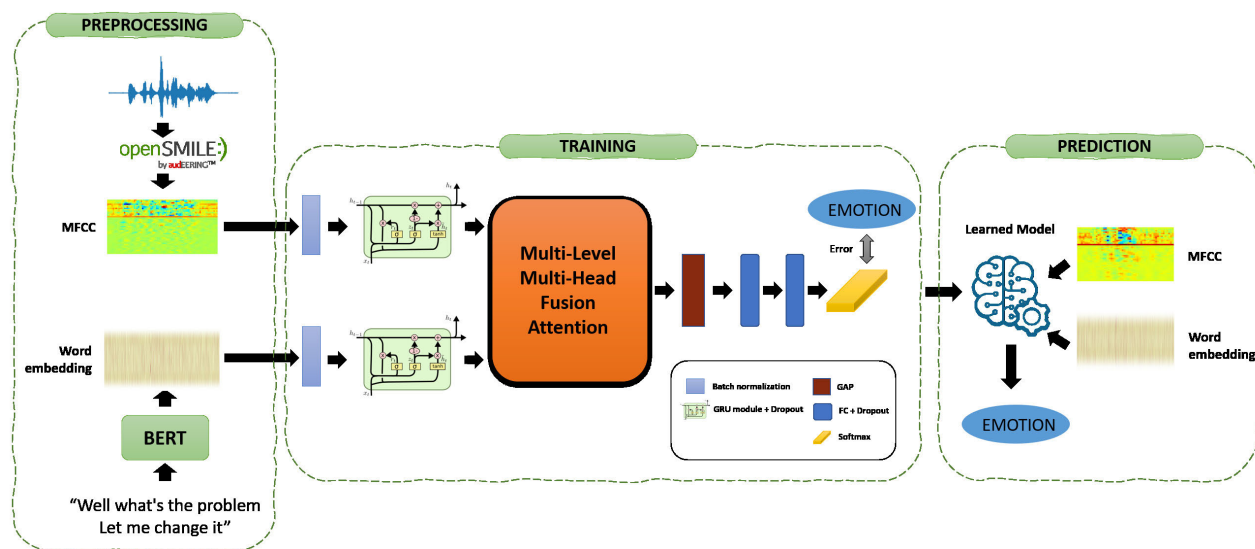 PREPROCESSING
openSMILE:)
by audEERING™
MFCC
Word
embedding
BERT
“Well what's the problem
Let me change it”
TRAINING
Multi-Level
Multi-Head
Fusion
Attention
EMOTION
Error
Batch normalization
GRU module + Dropout
GAP
FC + Dropout
Softmax
PREDICTION
Learned Model
MFCC
Word
embedding
EMOTION